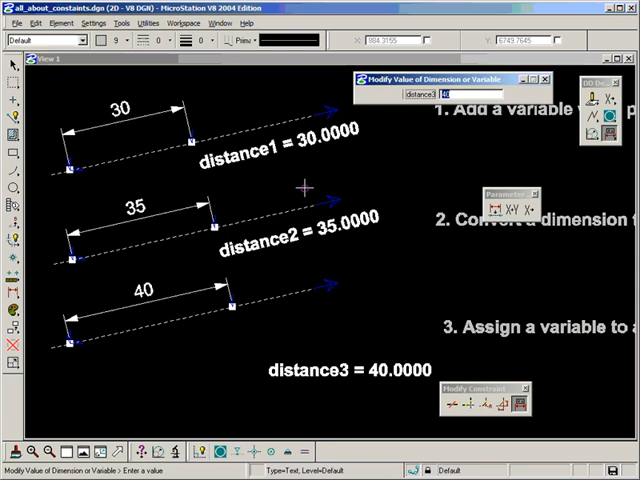 all_about_constaints.dgn (2D - V8 DGN) - MicroStation V8 2004 Edition
File Edit Element Settings Tools Utilities Workspace Window Help
Default 9 0 0 Prima
X: 984.3155 Y: 6749.7645
View 1
Modify Value of Dimension or Variable
distance3 40
DD De
30
1. Add a variable
distance1 = 30.0000
35
Parameter
X+Y X→
2. Convert a dimension
distance2 = 35.0000
40
3. Assign a variable to a
distance3 = 40.0000
Modify Constraint
Modify Value of Dimension or Variable > Enter a value
Type=Text, Level=Default
Default